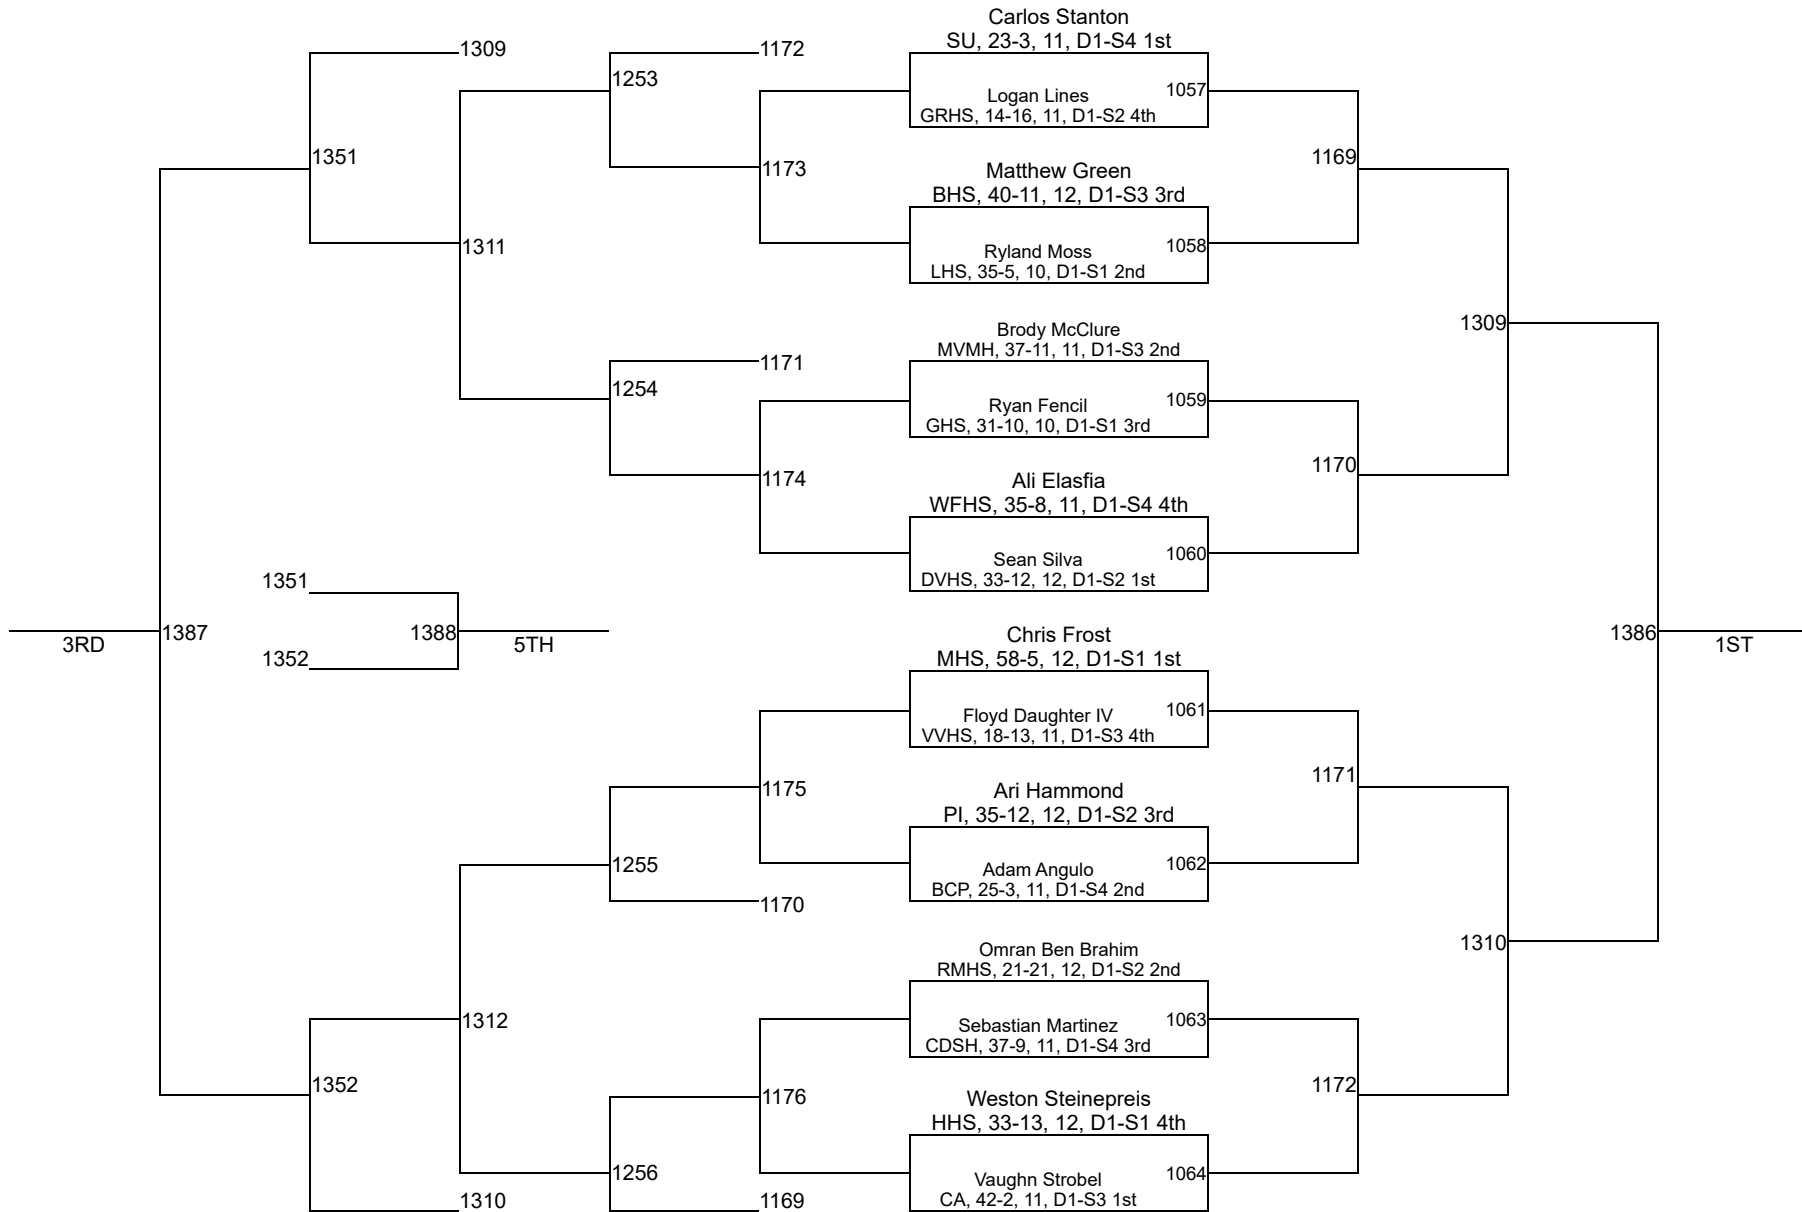 Carlos Stanton
SU, 23-3, 11, D1-S4 1st
1309
1172
1253
Logan Lines
1057
GRHS, 14-16, 11, D1-S2 4th
1351
1173
Matthew Green
1169
BHS, 40-11, 12, D1-S3 3rd
1311
Ryland Moss
1058
LHS, 35-5, 10, D1-S1 2nd
1309
Brody McClure
MVMH, 37-11, 11, D1-S3 2nd
1171
1254
Ryan Fencil
1059
GHS, 31-10, 10, D1-S1 3rd
1174
Ali Elasfia
1170
WFHS, 35-8, 11, D1-S4 4th
Sean Silva
1060
DVHS, 33-12, 12, D1-S2 1st
1351
3RD
1387
1388
5TH
1352
Chris Frost
MHS, 58-5, 12, D1-S1 1st
1386
1ST
Floyd Daughter IV
1061
VVHS, 18-13, 11, D1-S3 4th
1175
Ari Hammond
1171
PI, 35-12, 12, D1-S2 3rd
1255
Adam Angulo
1062
BCP, 25-3, 11, D1-S4 2nd
1170
1310
Omran Ben Brahim
RMHS, 21-21, 12, D1-S2 2nd
1312
Sebastian Martinez
1063
CDSH, 37-9, 11, D1-S4 3rd
1352
1176
Weston Steinepreis
1172
HHS, 33-13, 12, D1-S1 4th
1256
Vaughn Strobel
1064
CA, 42-2, 11, D1-S3 1st
1310
1169